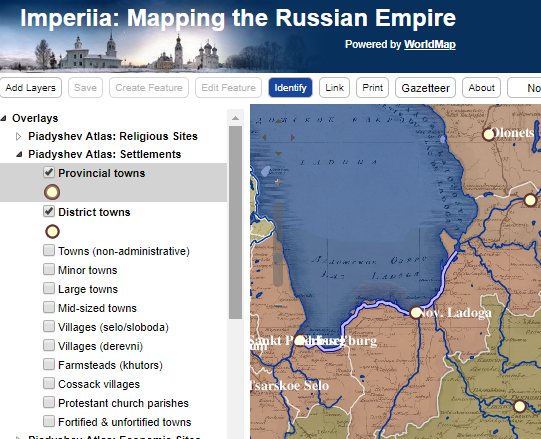 Imperiia: Mapping the Russian Empire
Powered by WorldMap
Add Layers Save Create Feature Edit Feature Identify Link Print Gazetteer About No
Overlays
Piadyshev Atlas: Religious Sites
Piadyshev Atlas: Settlements
Provincial towns
District towns
Towns (non-administrative)
Minor towns
Large towns
Mid-sized towns
Villages (selo/sloboda)
Villages (derevni)
Farmsteads (khutors)
Cossack villages
Protestant church parishes
Fortified & unfortified towns
Olonets
Nov. Ladoga
Tsarskoe Selo